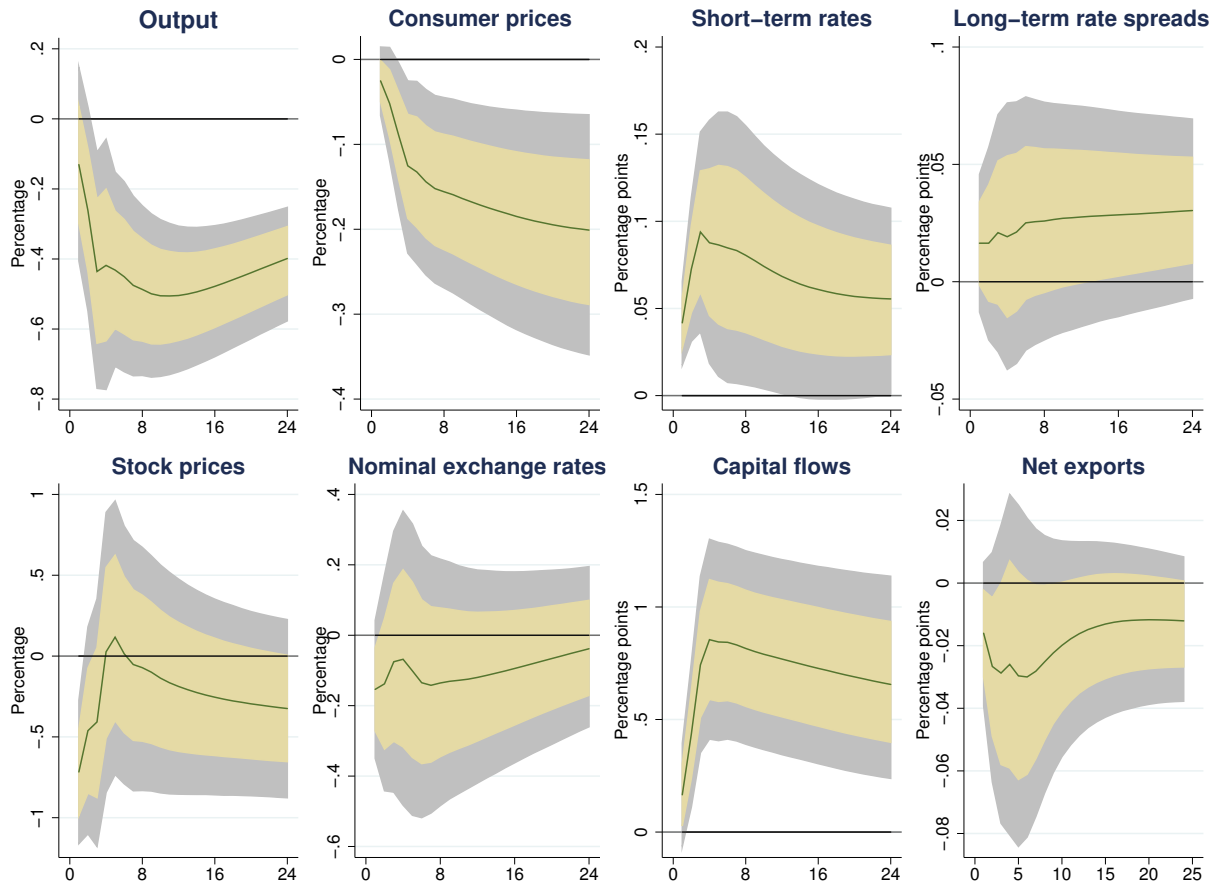 Output
Consumer prices
Short−term rates
Long−term rate spreads
Percentage
.2
0
−.2
−.4
−.6
−.8
0 8 16 24
Percentage
0
−.1
−.2
−.3
−.4
0 8 16 24
Percentage points
.2
.15
.1
.05
0
0 8 16 24
Percentage points
.1
.05
0
−.05
0 8 16 24
Stock prices
Nominal exchange rates
Capital flows
Net exports
Percentage
1
.5
0
−.5
−1
0 8 16 24
Percentage
.4
.2
0
−.2
−.4
−.6
0 8 16 24
Percentage points
1.5
1
.5
0
0 8 16 24
Percentage points
.02
0
−.02
−.04
−.06
−.08
0 5 10 15 20 25